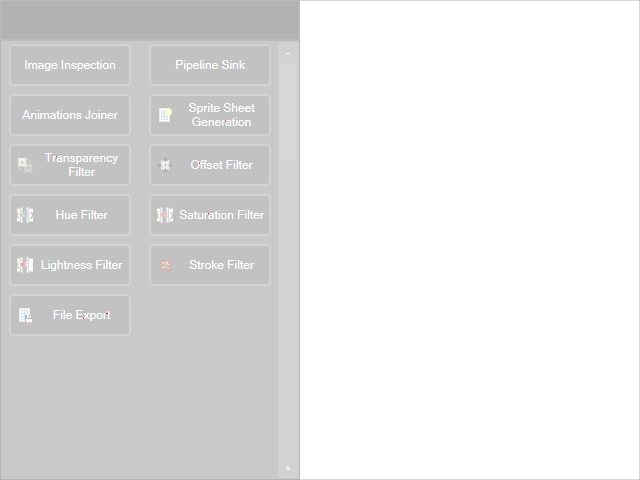 Image Inspection
Pipeline Sink
Animations Joiner
Sprite Sheet
Generation
Transparency
Filter
Offset Filter
Hue Filter
Saturation Filter
Lightness Filter
Stroke Filter
File Export